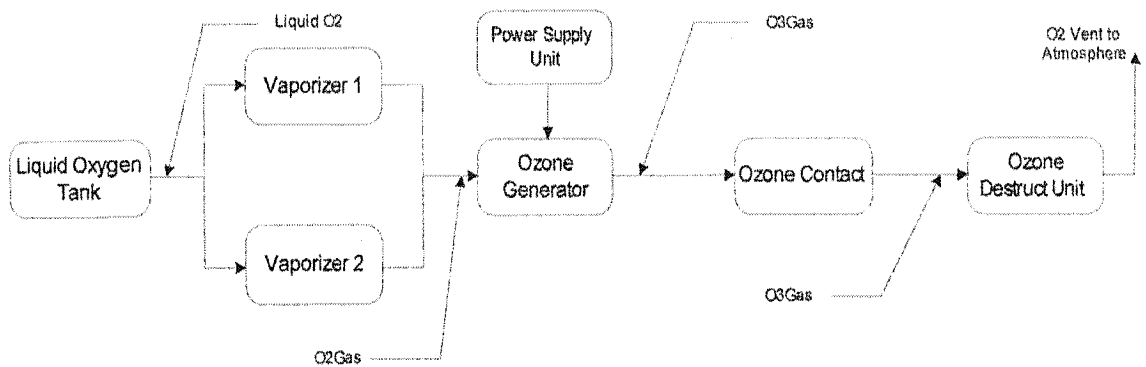 Liquid O2
Power Supply
Unit
O3Gas
O2 Vent to
Atmosphere
Vaporizer 1
Liquid Oxygen
Tank
Ozone
Generator
Ozone Contact
Ozone
Destruct Unit
Vaporizer 2
O3Gas
O2Gas